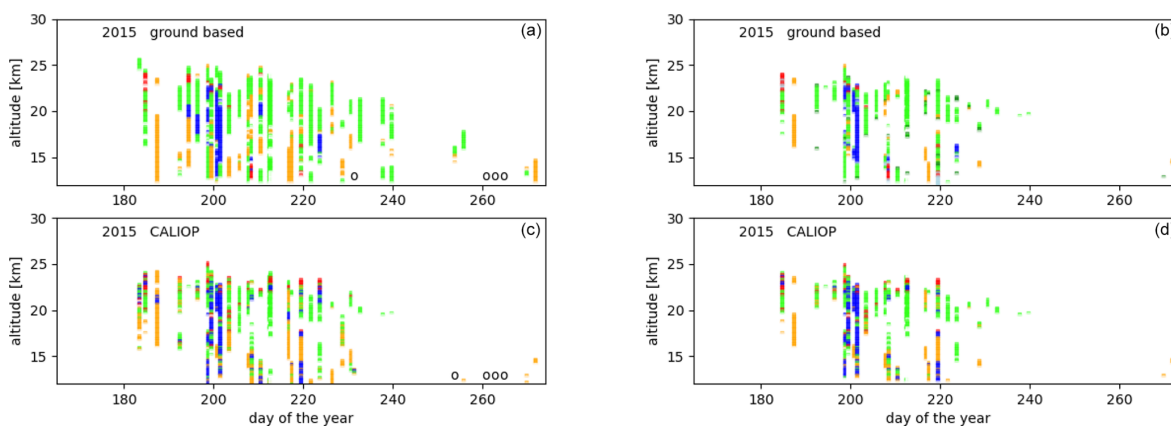 2015 ground based (a)
30
25
20
15
altitude [km]
180 200 220 240 260
o ooo
2015 ground based (b)
30
25
20
15
altitude [km]
180 200 220 240 260
2015 CALIOP (c)
30
25
20
15
altitude [km]
o ooo
180 200 220 240 260
day of the year
2015 CALIOP (d)
30
25
20
15
altitude [km]
180 200 220 240 260
day of the year